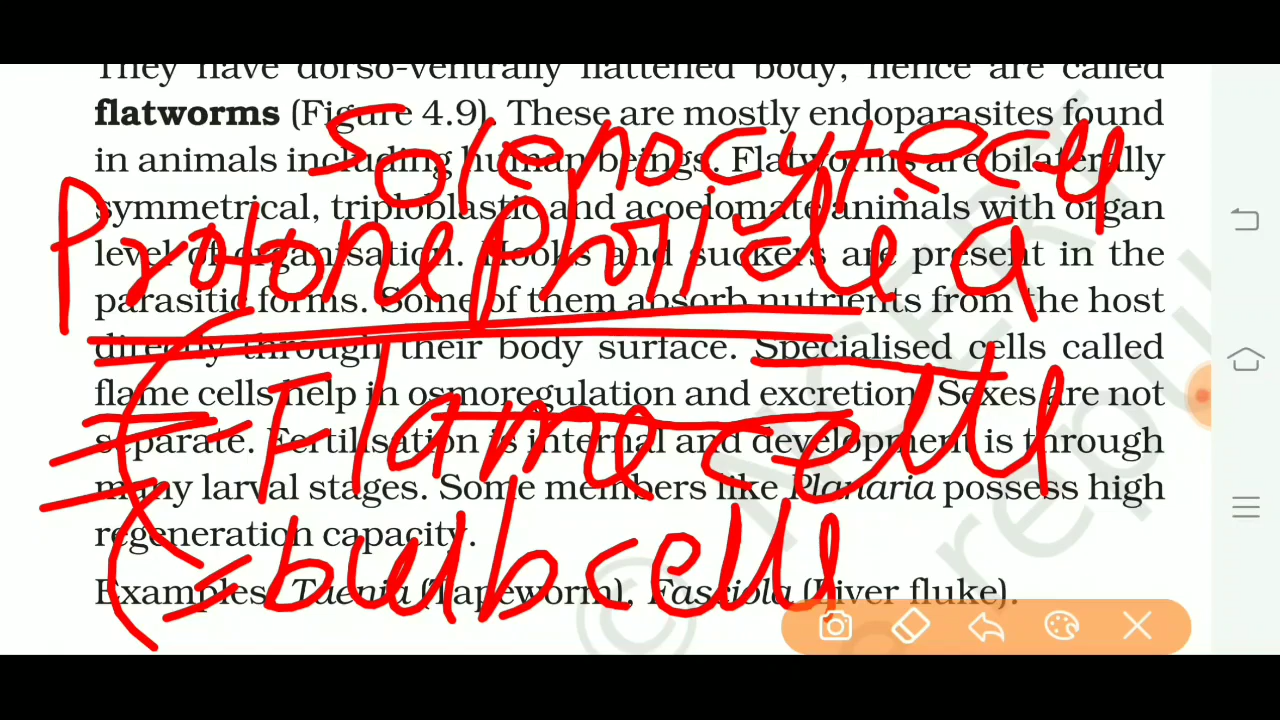 They have dorso-ventrally flattened body, hence are called
flatworms (Figure 4.9). These are mostly endoparasites found
in animals including human beings. Flatworms are bilaterally
symmetrical, triploblastic and acoelomate animals with organ
level of organisation. Hooks and suckers are present in the
parasitic forms. Some of them absorb nutrients from the host
directly through their body surface. Specialised cells called
flame cells help in osmoregulation and excretion. Sexes are not
separate. Fertilisation is internal and development is through
many larval stages. Some members like Planaria possess high
regeneration capacity.
Examples: Taenia (Tapeworm), Fasciola (Liver fluke).
Solenocyte cell
Protonephridia
= Flame cell
= bulb cell
© NCERT
repul